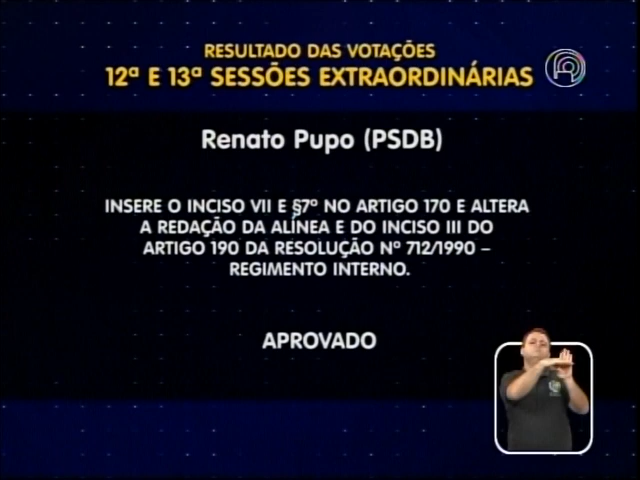 RESULTADO DAS VOTAÇÕES
12ª E 13ª SESSÕES EXTRAORDINÁRIAS
Renato Pupo (PSDB)
INSERE O INCISO VII E §7º NO ARTIGO 170 E ALTERA
A REDAÇÃO DA ALÍNEA E DO INCISO III DO
ARTIGO 190 DA RESOLUÇÃO Nº 712/1990 –
REGIMENTO INTERNO.
APROVADO